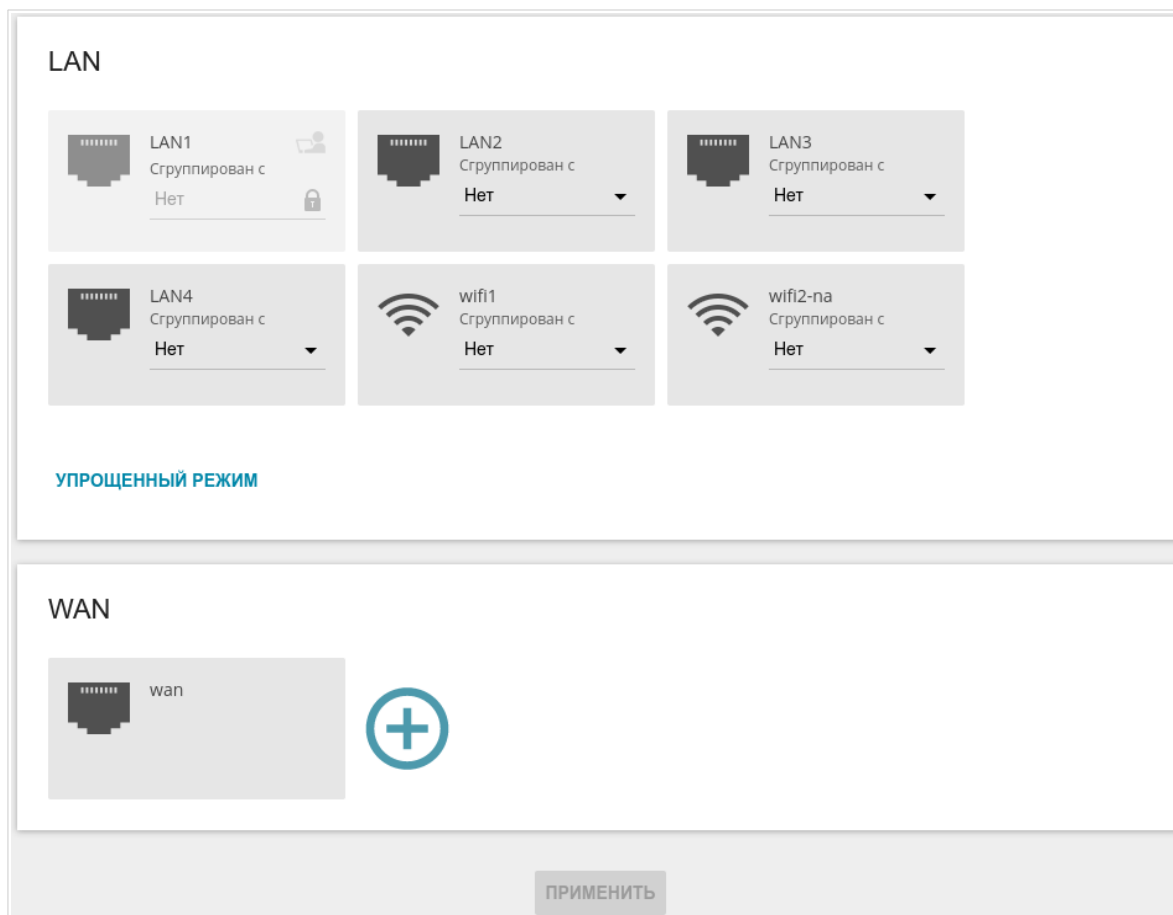 LAN
LAN1
Сгруппирован с
Нет
LAN2
Сгруппирован с
Нет
LAN3
Сгруппирован с
Нет
LAN4
Сгруппирован с
Нет
wifi1
Сгруппирован с
Нет
wifi2-na
Сгруппирован с
Нет
УПРОЩЕННЫЙ РЕЖИМ
WAN
wan
ПРИМЕНИТЬ